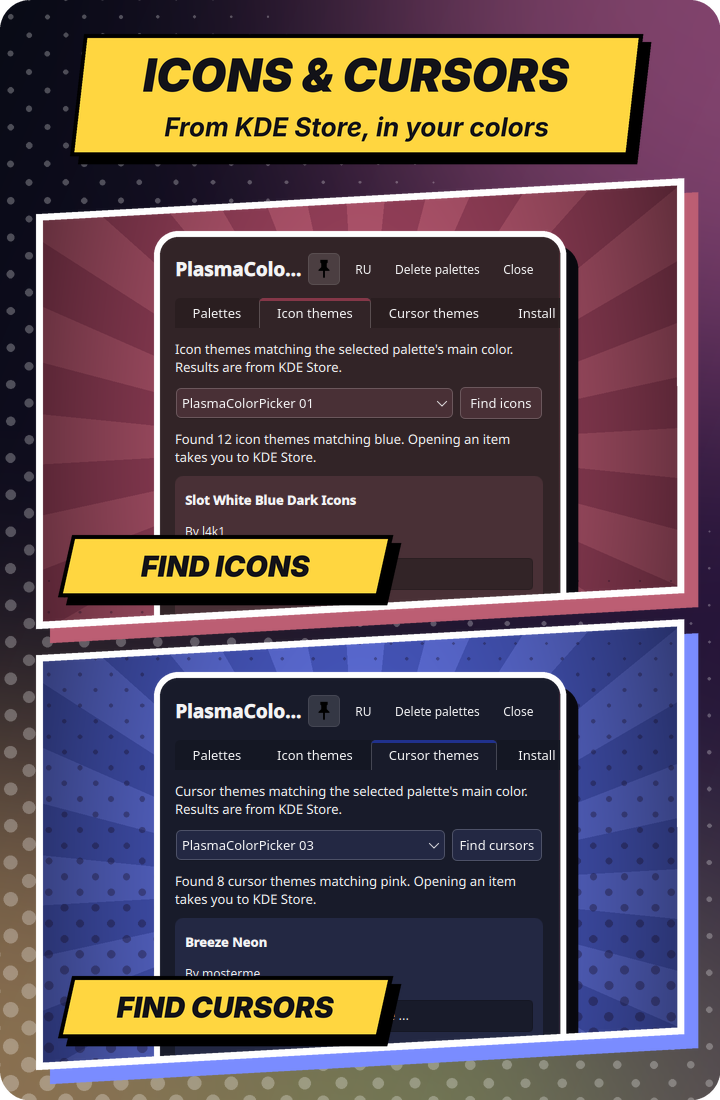 ICONS & CURSORS
From KDE Store, in your colors
PlasmaColo...
RU
Delete palettes
Close
Palettes
Icon themes
Cursor themes
Install
Icon themes matching the selected palette's main color.
Results are from KDE Store.
PlasmaColorPicker 01
Find icons
Found 12 icon themes matching blue. Opening an item
takes you to KDE Store.
Slot White Blue Dark Icons
By l4k1
FIND ICONS
PlasmaColo...
RU
Delete palettes
Close
Palettes
Icon themes
Cursor themes
Install
Cursor themes matching the selected palette's main color.
Results are from KDE Store.
PlasmaColorPicker 03
Find cursors
Found 8 cursor themes matching pink. Opening an item
takes you to KDE Store.
Breeze Neon
By mosterme
...
FIND CURSORS